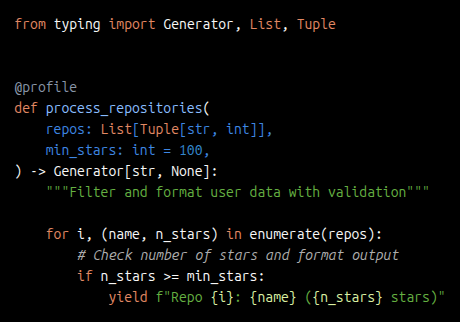 from typing import Generator, List, Tuple


@profile
def process_repositories(
    repos: List[Tuple[str, int]],
    min_stars: int = 100,
) -> Generator[str, None]:
    """Filter and format user data with validation"""

    for i, (name, n_stars) in enumerate(repos):
        # Check number of stars and format output
        if n_stars >= min_stars:
            yield f"Repo {i}: {name} ({n_stars} stars)"